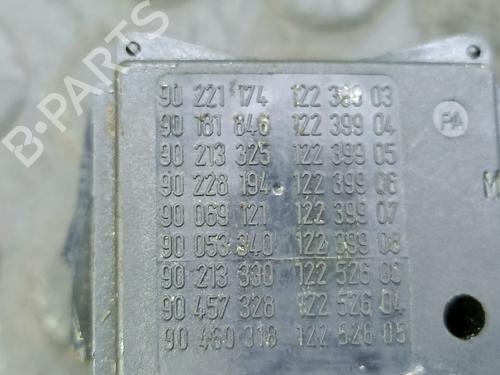 90 221 174 122 399 03
90 181 846 122 399 04
90 213 325 122 399 05
90 228 194 122 399 06
90 069 121 122 399 07
90 053 340 122 399 08
90 213 330 122 526 00
90 457 328 122 526 04
90 460 318 122 526 05
PA
B-Parts